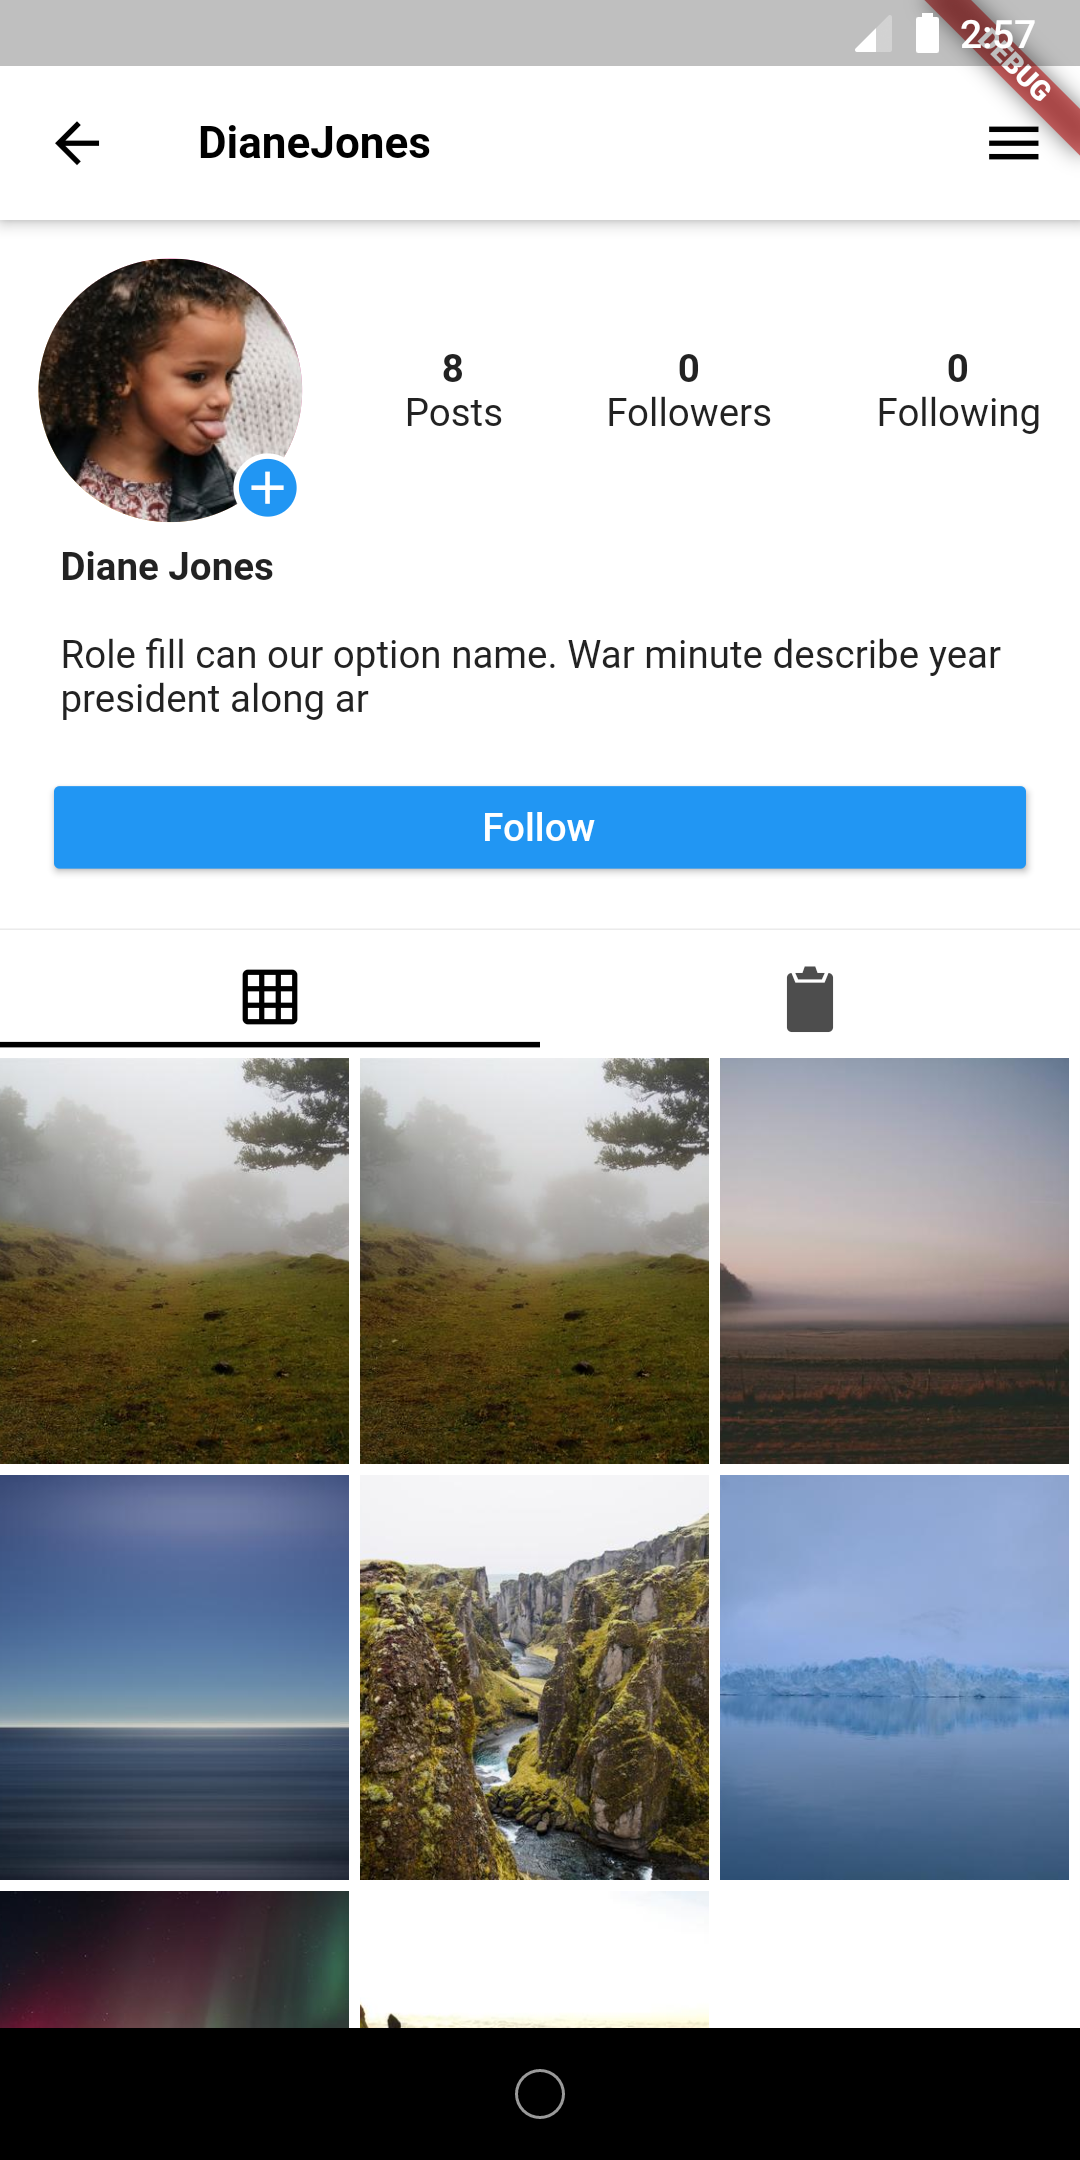 2:57
DEBUG
DianeJones
8 0 0
Posts Followers Following
Diane Jones
Role fill can our option name. War minute describe year
president along ar
Follow